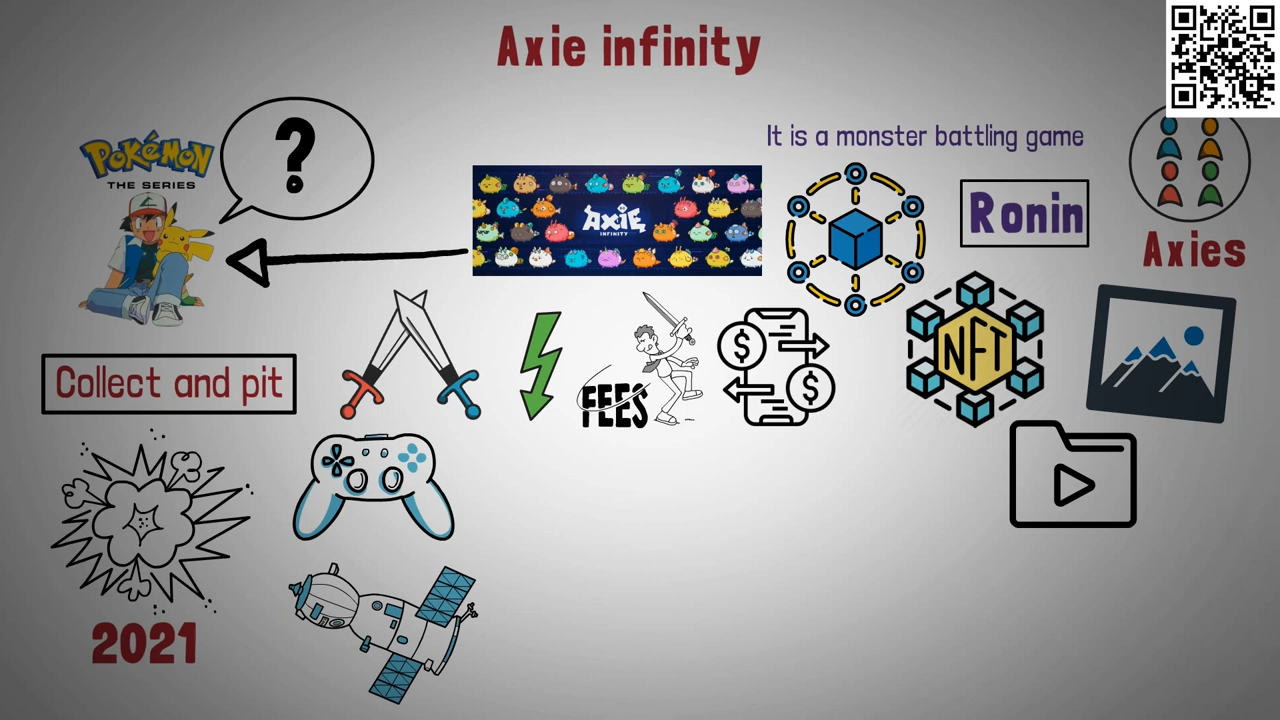 Axie infinity
POKéMON
THE SERIES
?
It is a monster battling game
AXIE
INFINITY
Ronin
Axies
Collect and pit
FEES
$
$
NFT
2021